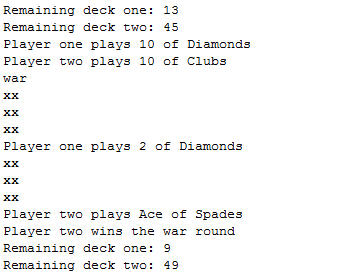 Remaining deck one: 13
Remaining deck two: 45
Player one plays 10 of Diamonds
Player two plays 10 of Clubs
war
xx
xx
xx
Player one plays 2 of Diamonds
xx
xx
xx
Player two plays Ace of Spades
Player two wins the war round
Remaining deck one: 9
Remaining deck two: 49